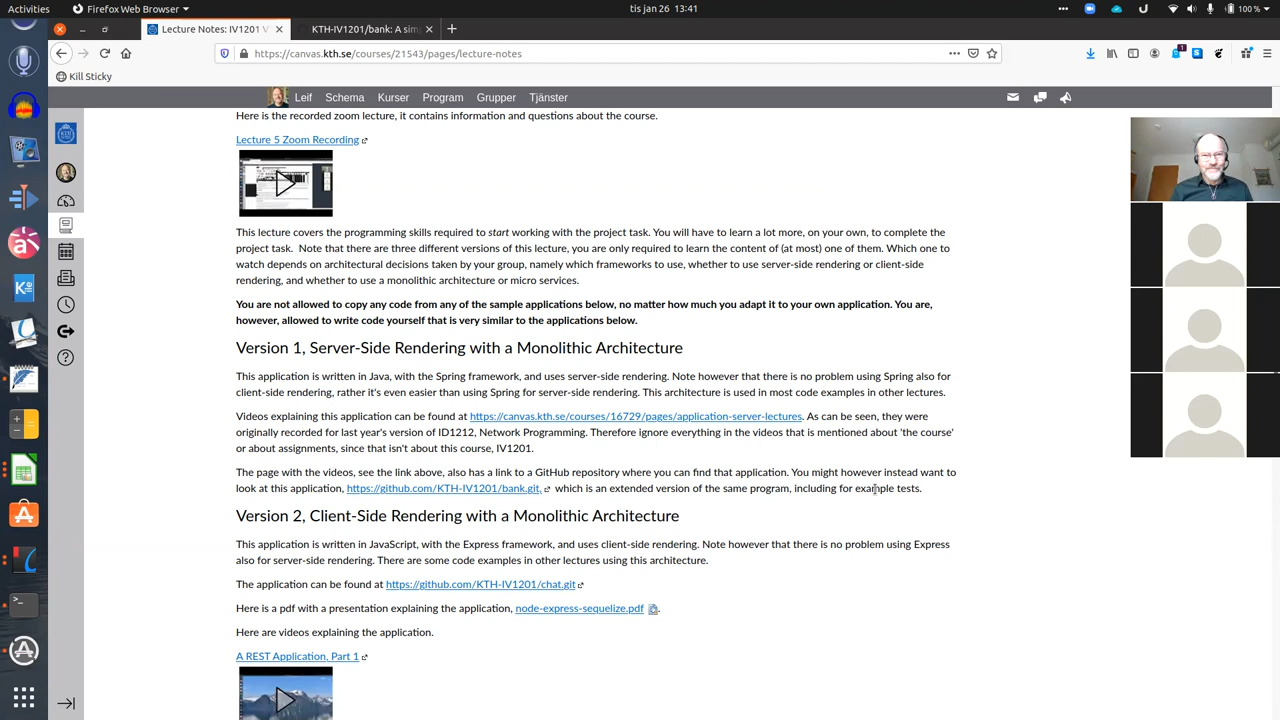 Activities
Firefox Web Browser
tis jan 26 13:41
100 %
Lecture Notes: IV1201 V
KTH-IV1201/bank: A sim
https://canvas.kth.se/courses/21543/pages/lecture-notes
Kill Sticky
Leif Schema Kurser Program Grupper Tjänster
Here is the recorded zoom lecture, it contains information and questions about the course.
Lecture 5 Zoom Recording
This lecture covers the programming skills required to start working with the project task. You will have to learn a lot more, on your own, to complete the
project task. Note that there are three different versions of this lecture, you are only required to learn the content of (at most) one of them. Which one to
watch depends on architectural decisions taken by your group, namely which frameworks to use, whether to use server-side rendering or client-side
rendering, and whether to use a monolithic architecture or micro services.
You are not allowed to copy any code from any of the sample applications below, no matter how much you adapt it to your own application. You are,
however, allowed to write code yourself that is very similar to the applications below.
Version 1, Server-Side Rendering with a Monolithic Architecture
This application is written in Java, with the Spring framework, and uses server-side rendering. Note however that there is no problem using Spring also for
client-side rendering, rather it's even easier than using Spring for server-side rendering. This architecture is used in most code examples in other lectures.
Videos explaining this application can be found at https://canvas.kth.se/courses/16729/pages/application-server-lectures. As can be seen, they were
originally recorded for last year's version of ID1212, Network Programming. Therefore ignore everything in the videos that is mentioned about 'the course'
or about assignments, since that isn't about this course, IV1201.
The page with the videos, see the link above, also has a link to a GitHub repository where you can find that application. You might however instead want to
look at this application, https://github.com/KTH-IV1201/bank.git, which is an extended version of the same program, including for example tests.
Version 2, Client-Side Rendering with a Monolithic Architecture
This application is written in JavaScript, with the Express framework, and uses client-side rendering. Note however that there is no problem using Express
also for server-side rendering. There are some code examples in other lectures using this architecture.
The application can be found at https://github.com/KTH-IV1201/chat.git
Here is a pdf with a presentation explaining the application, node-express-sequelize.pdf.
Here are videos explaining the application.
A REST Application, Part 1